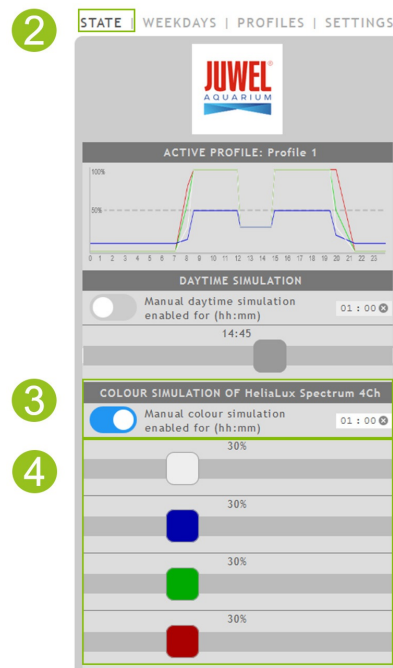 2
STATE | WEEKDAYS | PROFILES | SETTINGS
JUWEL®
AQUARIUM
ACTIVE PROFILE: Profile 1
100%
50%
0 1 2 3 4 5 6 7 8 9 10 11 12 13 14 15 16 17 18 19 20 21 22 23
DAYTIME SIMULATION
Manual daytime simulation
enabled for (hh:mm)
01 : 00
14:45
3
COLOUR SIMULATION OF HeliaLux Spectrum 4Ch
Manual colour simulation
enabled for (hh:mm)
01 : 00
4
30%
30%
30%
30%